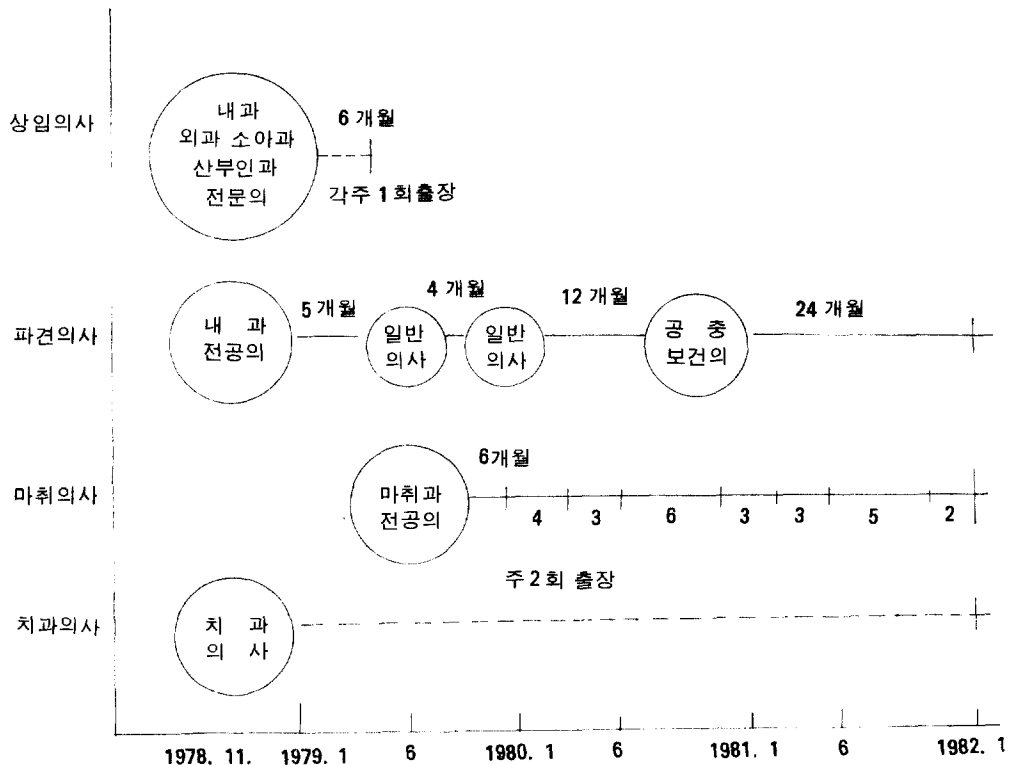 상임의사
내과
외과 소아과
산부인과
전문의
6 개월
각주 1 회출장
파견의사
내 과
전공의
5 개월
일반
의사
4 개월
일반
의사
12 개월
공 중
보건의
24 개월
마취의사
마취과
전공의
6개월
4 3 6 3 3 5 2
치과의사
치 과
의 사
주 2 회 출장
1978. 11. 1979. 1 6 1980. 1 6 1981. 1 6 1982. 1